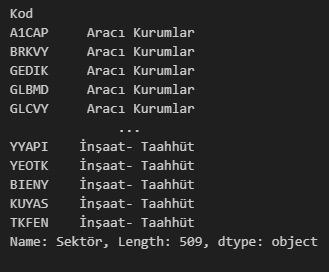 Kod
A1CAP Aracı Kurumlar
BRKVY Aracı Kurumlar
GEDIK Aracı Kurumlar
GLBMD Aracı Kurumlar
GLCVY Aracı Kurumlar
...
YYAPI İnşaat- Taahhüt
YEOTK İnşaat- Taahhüt
BIENY İnşaat- Taahhüt
KUYAS İnşaat- Taahhüt
TKFEN İnşaat- Taahhüt
Name: Sektör, Length: 509, dtype: object